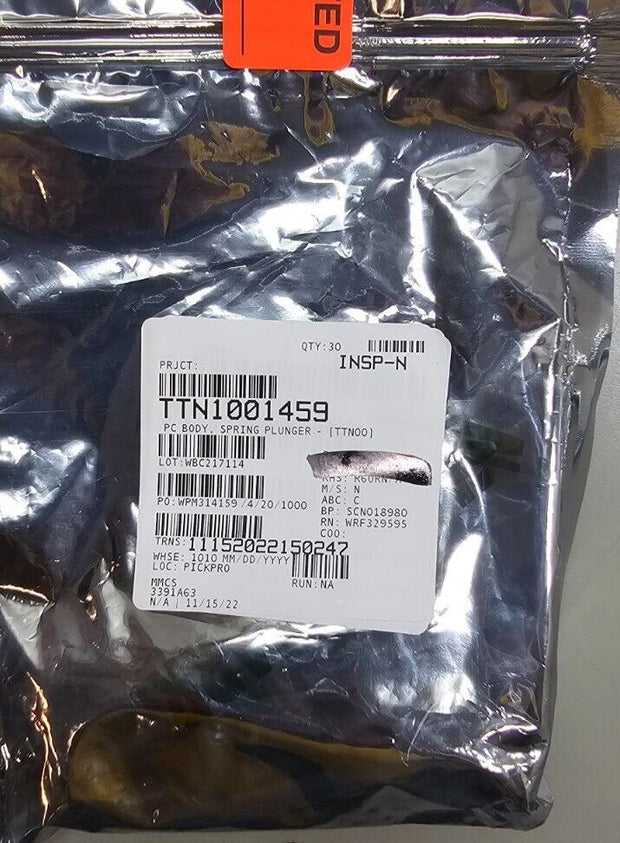 TED
QTY:30
INSP-N
PRJCT:
TTN1001459
PC BODY, SPRING PLUNGER - [TTN00]
LOT:WBC217114
M/S: N
ABC: C
PO:WPM314159 /4/20/1000
BP: SCN018980
RN: WRF329595
COO:
TRNS:11152022150247
WHSE: 1010 MM/DD/YYYY
LOC: PICKPRO
RUN:NA
MMCS
3391A63
N/A | 11/15/22